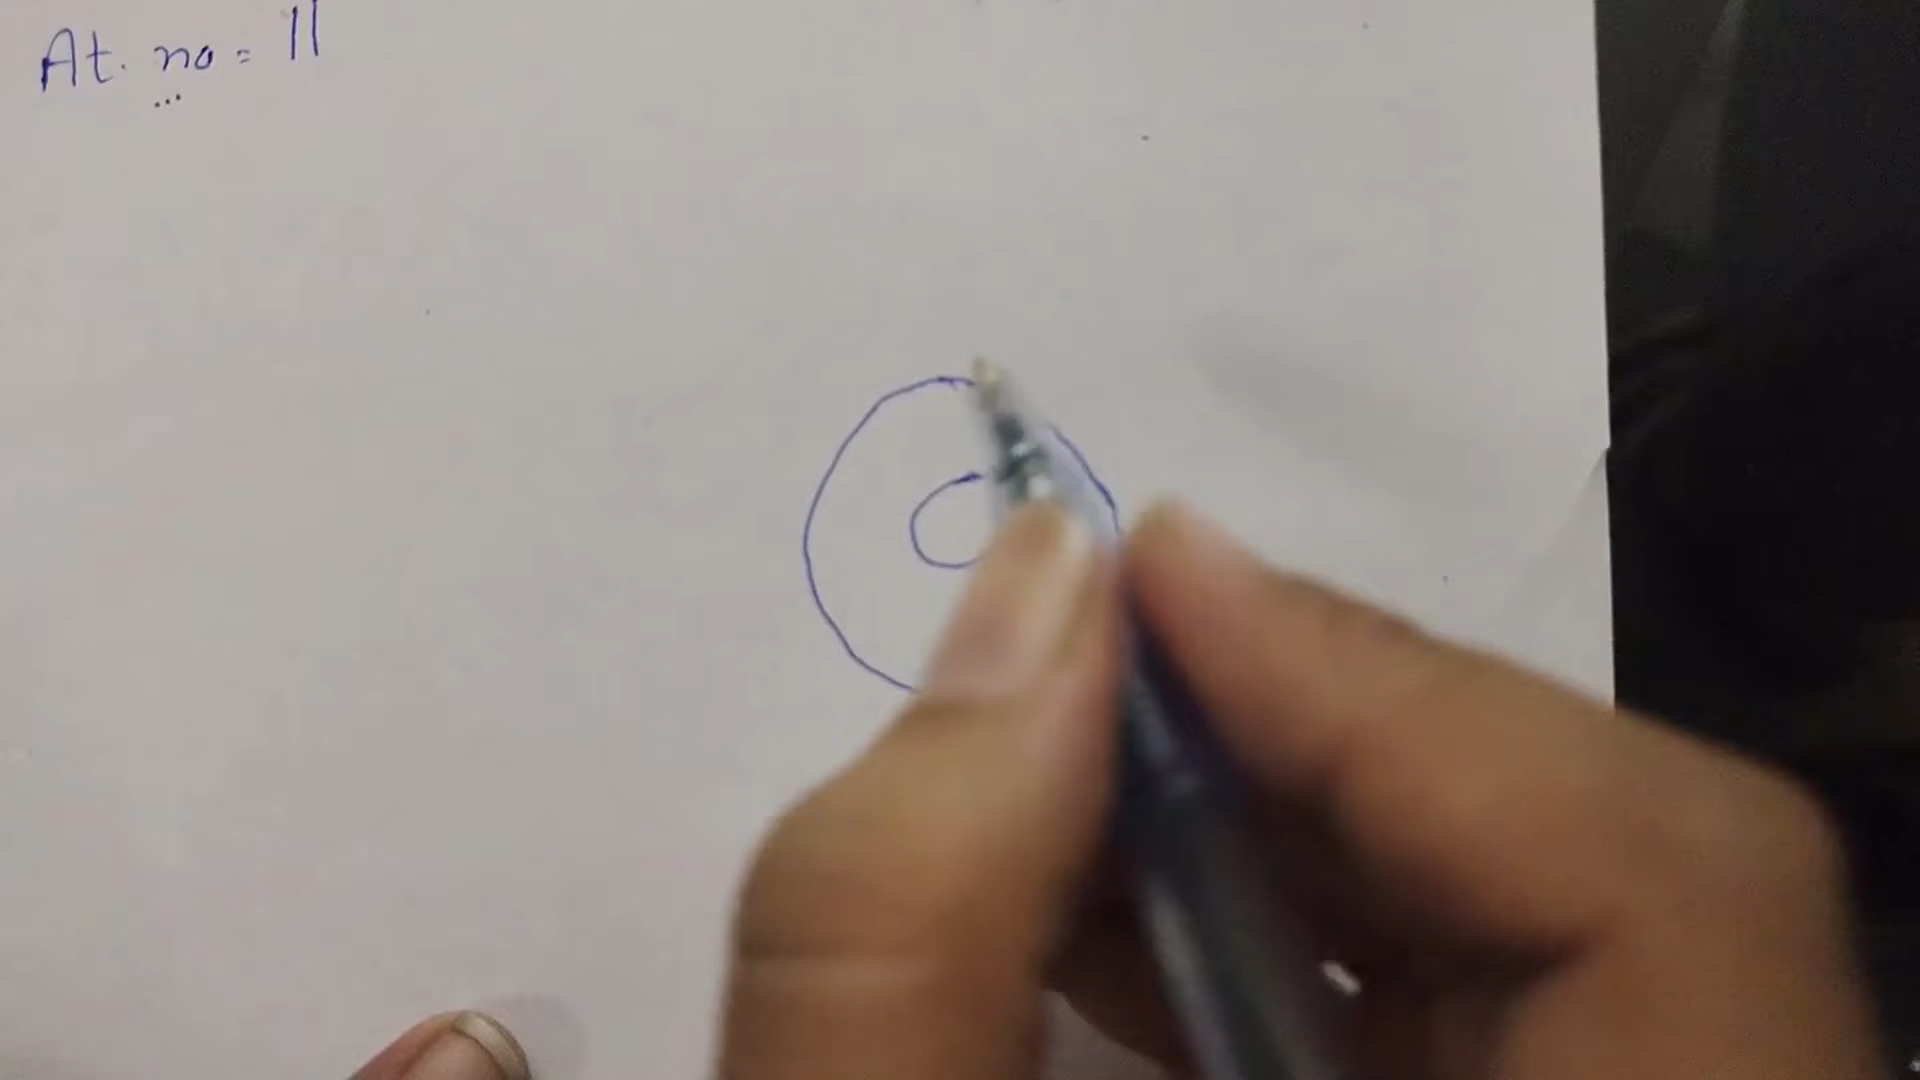 At. no = 11